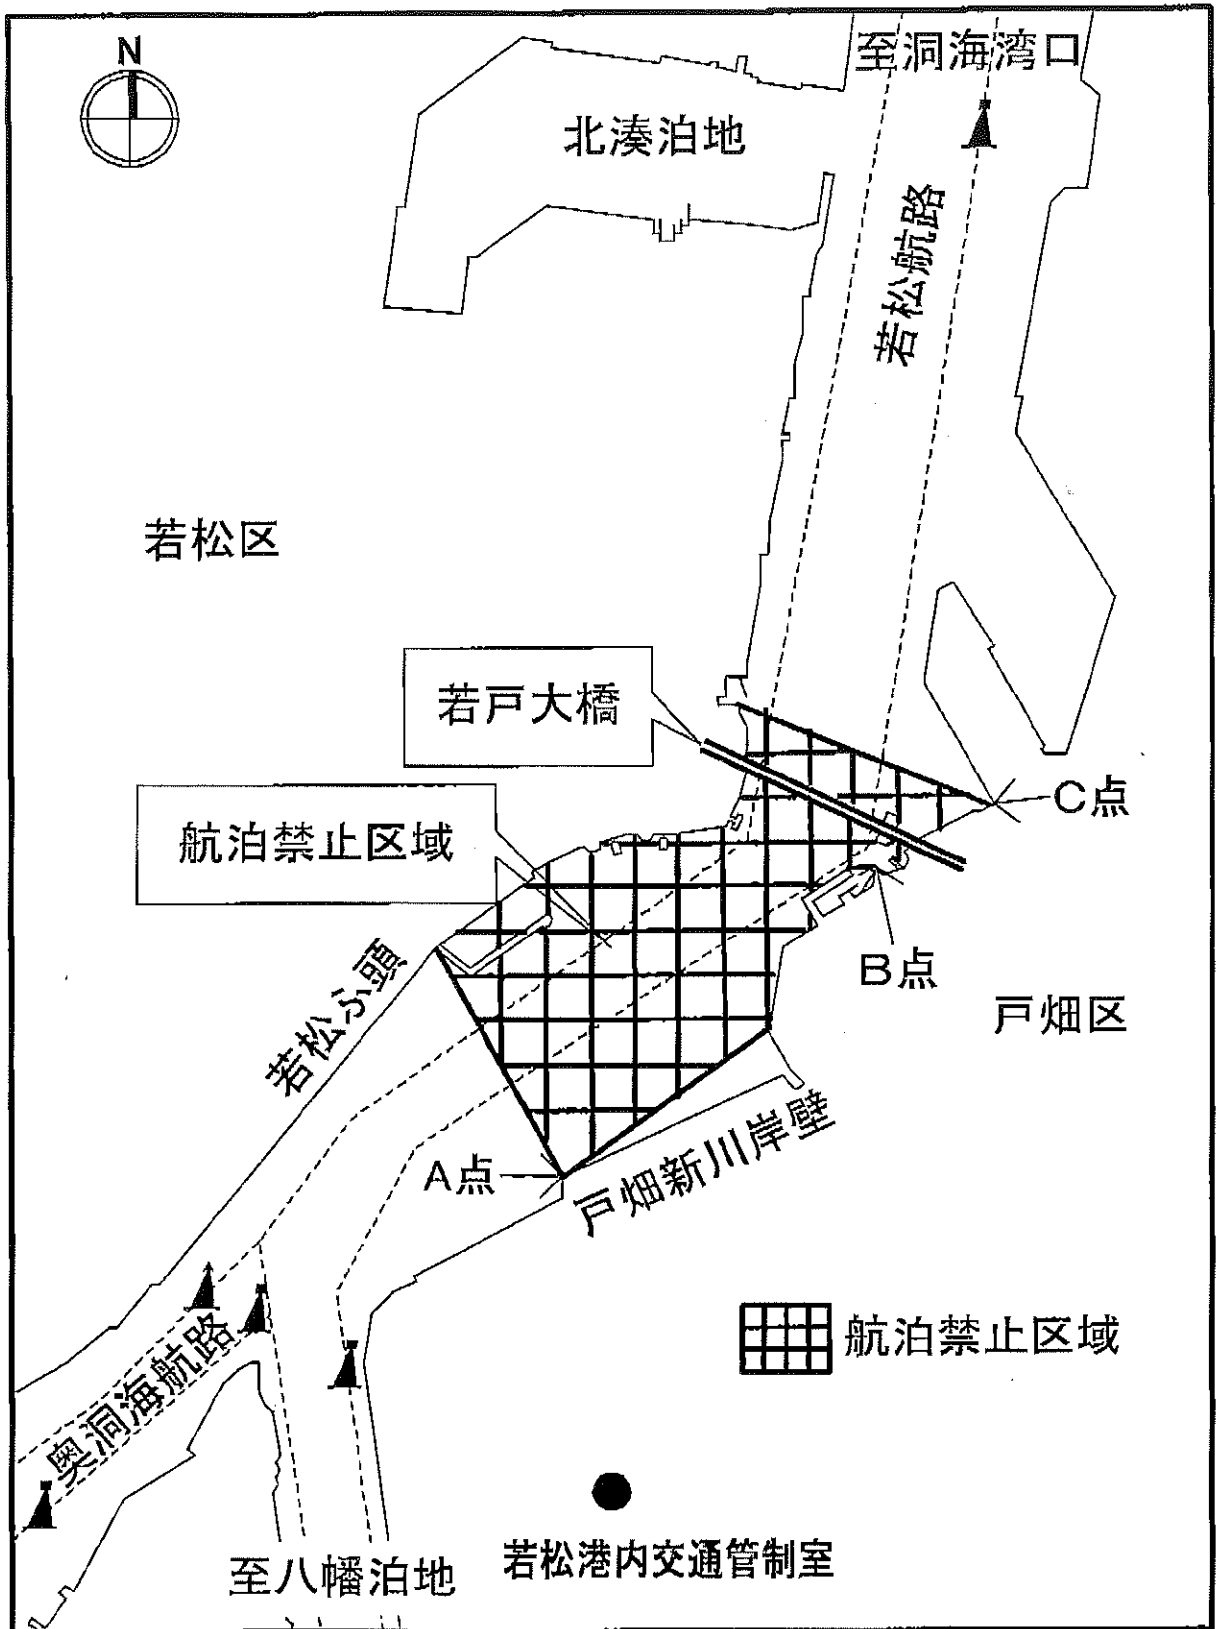 N
至洞海湾口
北湊泊地
若松航路
若松区
若戸大橋
航泊禁止区域
C点
B点
若松ふ頭
戸畑区
A点
戸畑新川岸壁
航泊禁止区域
奥洞海航路
至八幡泊地
若松港内交通管制室